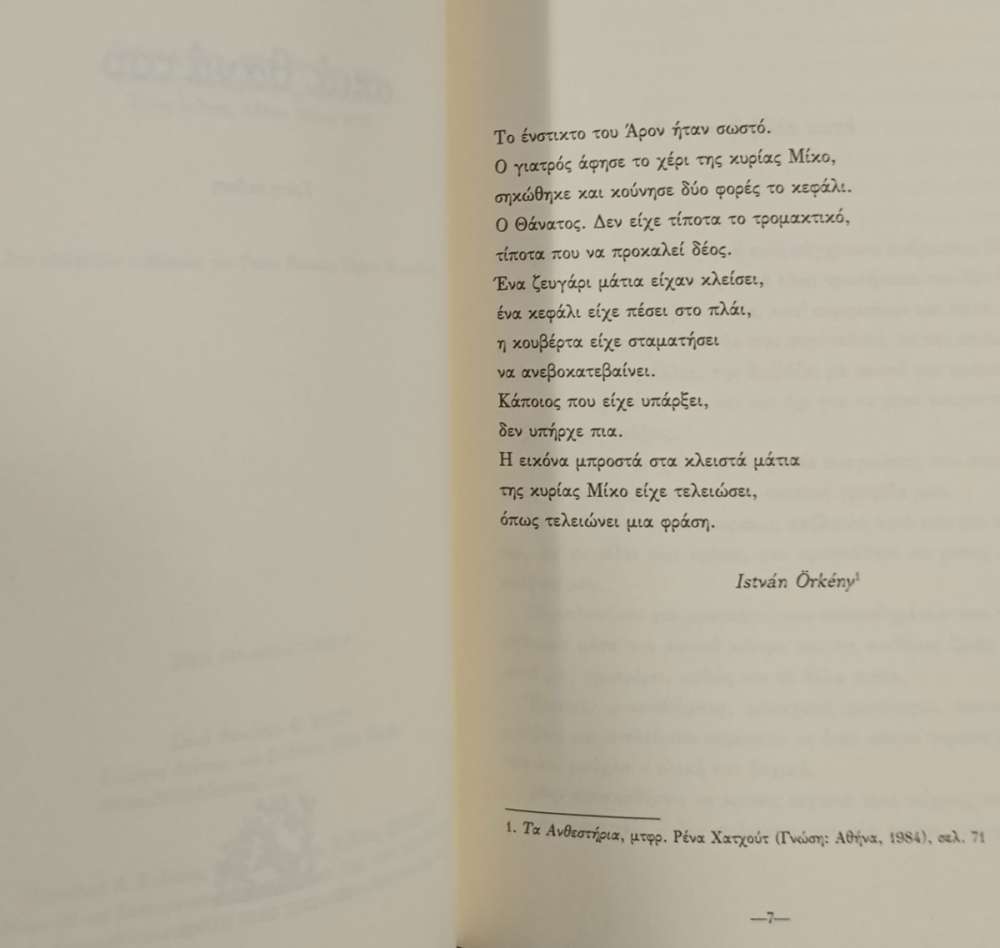 Το ένστικτο του Άρον ήταν σωστό.
Ο γιατρός άφησε το χέρι της κυρίας Μίκο,
σηκώθηκε και κούνησε δύο φορές το κεφάλι.
Ο Θάνατος. Δεν είχε τίποτα το τρομακτικό,
τίποτα που να προκαλεί δέος.
Ένα ζευγάρι μάτια είχαν κλείσει,
ένα κεφάλι είχε πέσει στο πλάι,
η κουβέρτα είχε σταματήσει
να ανεβοκατεβαίνει.
Κάποιος που είχε υπάρξει,
δεν υπήρχε πια.
Η εικόνα μπροστά στα κλειστά μάτια
της κυρίας Μίκο είχε τελειώσει,
όπως τελειώνει μια φράση.
István Örkény¹
1. Τα Ανθεστήρια, μτφρ. Ρένα Χατχούτ (Γνώση: Αθήνα, 1984), σελ. 71
—7—